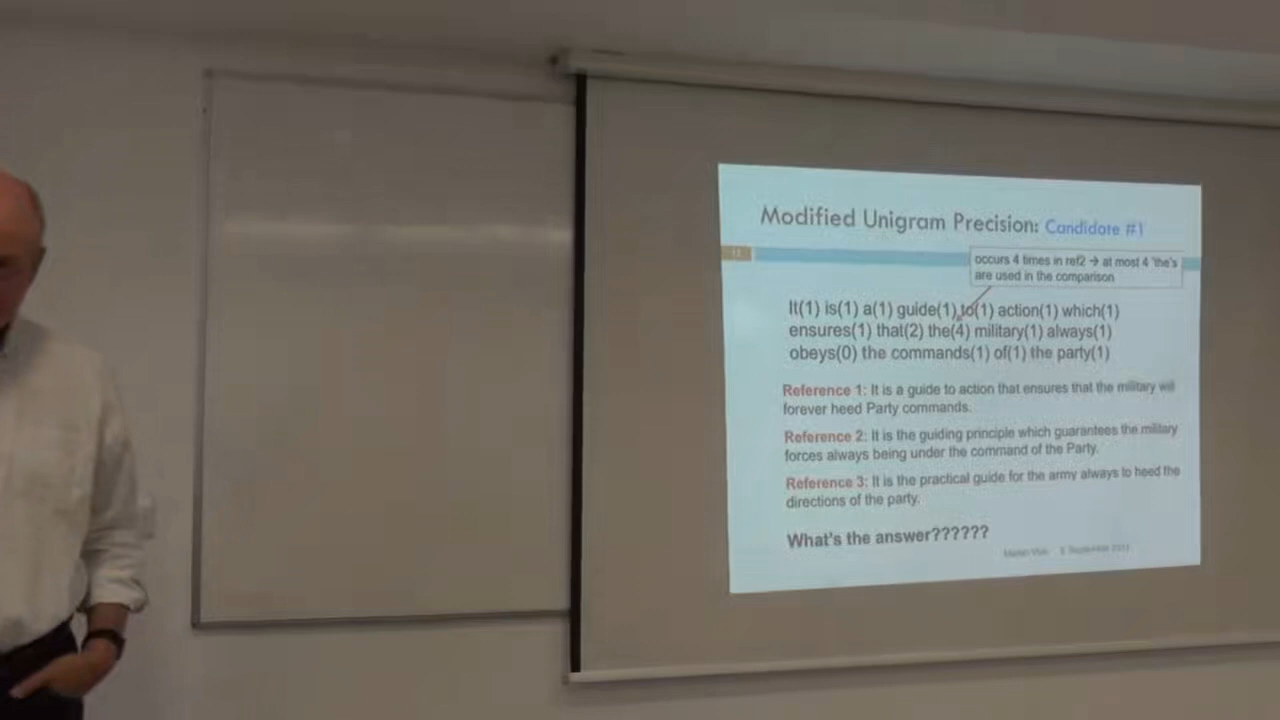 Modified Unigram Precision: Candidate #1
occurs 4 times in ref2 → at most 4 'the's
are used in the comparison
It(1) is(1) a(1) guide(1) to(1) action(1) which(1)
ensures(1) that(2) the(4) military(1) always(1)
obeys(0) the commands(1) of(1) the party(1)
Reference 1: It is a guide to action that ensures that the military will
forever heed Party commands.
Reference 2: It is the guiding principle which guarantees the military
forces always being under the command of the Party.
Reference 3: It is the practical guide for the army always to heed the
directions of the party.
What's the answer??????
September